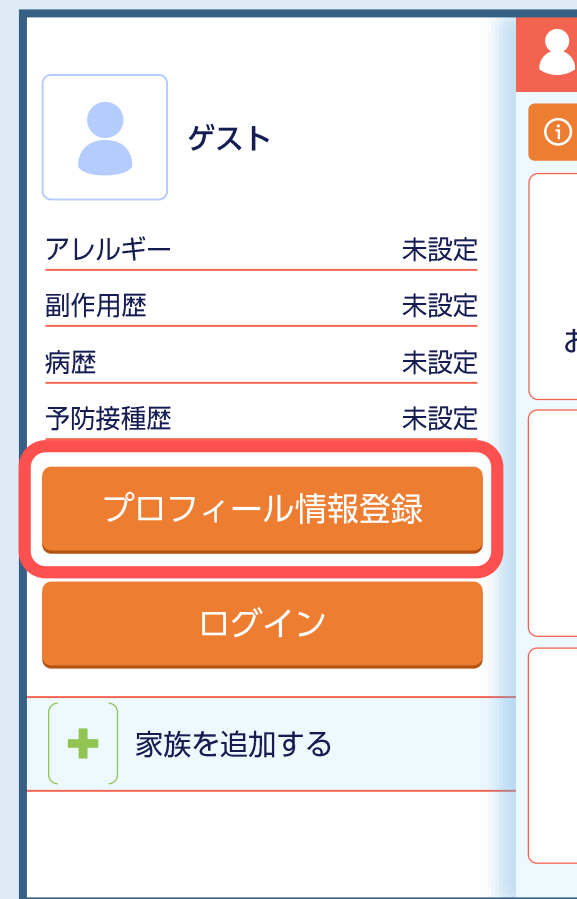 ゲスト
アレルギー 未設定
副作用歴 未設定
病歴 未設定
予防接種歴 未設定
プロフィール情報登録
ログイン
家族を追加する
お